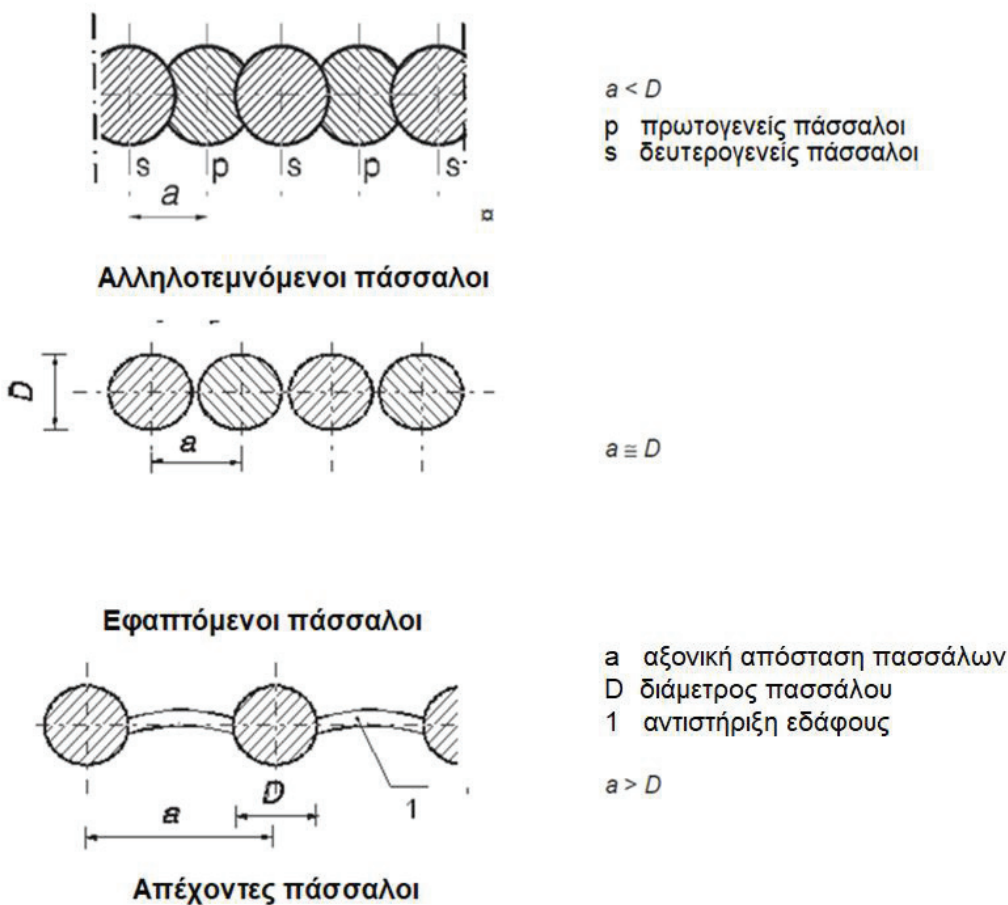 a < D
p πρωτογενείς πάσσαλοι
s δευτερογενείς πάσσαλοι
s p s p s
a
¤
Αλληλοτεμνόμενοι πάσσαλοι
D
a
a ≅ D
Εφαπτόμενοι πάσσαλοι
a αξονική απόσταση πασσάλων
D διάμετρος πασσάλου
1 αντιστήριξη εδάφους
a > D
D
1
a
Απέχοντες πάσσαλοι